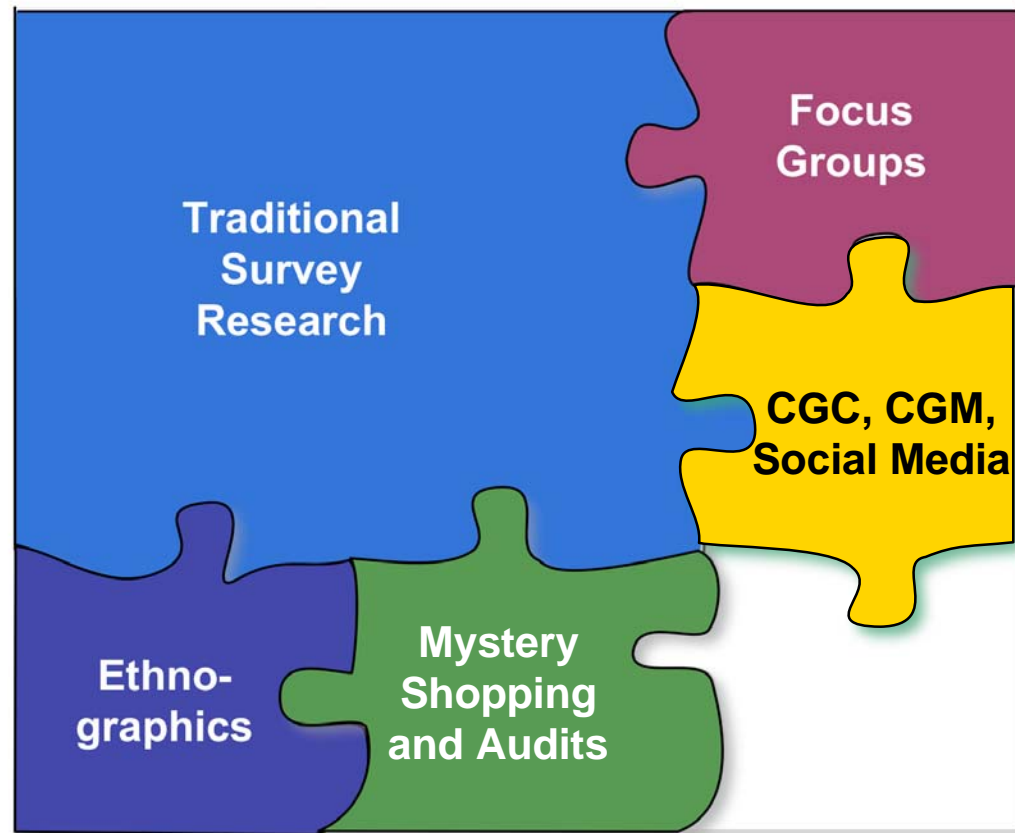 Traditional
Survey
Research
Focus
Groups
CGC, CGM,
Social Media
Ethno-
graphics
Mystery
Shopping
and Audits